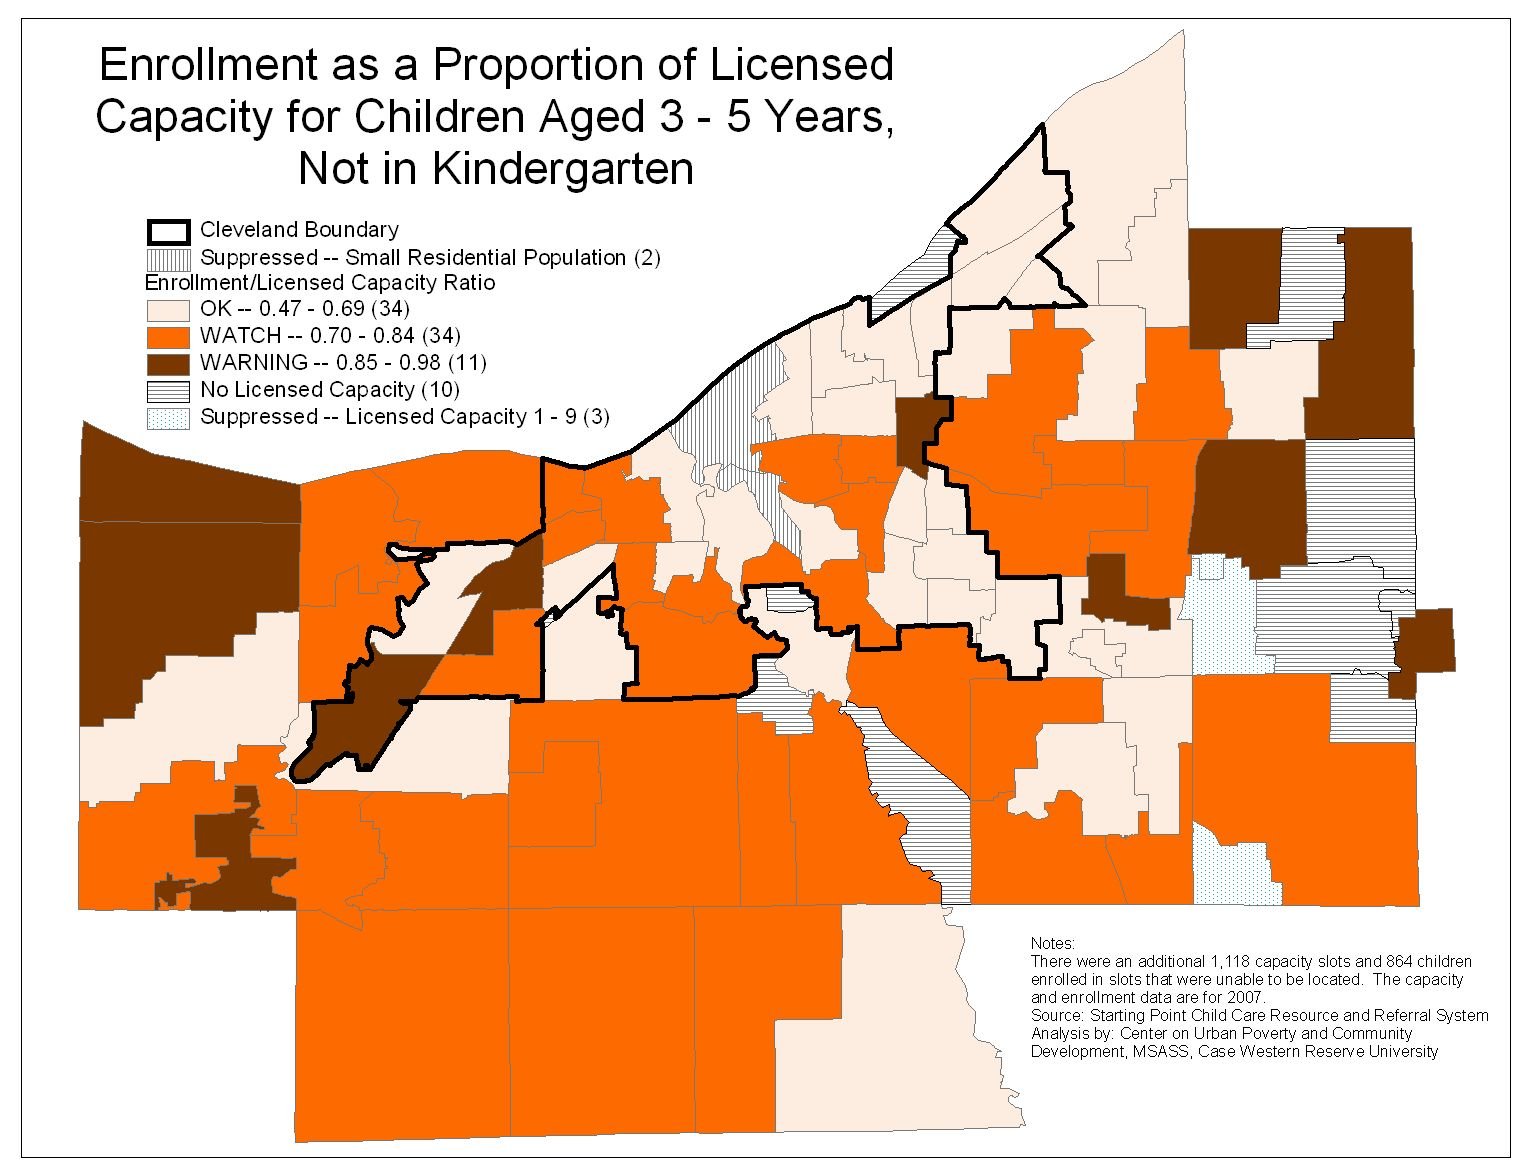 Enrollment as a Proportion of Licensed
Capacity for Children Aged 3 - 5 Years,
Not in Kindergarten
Cleveland Boundary
Suppressed -- Small Residential Population (2)
Enrollment/Licensed Capacity Ratio
OK -- 0.47 - 0.69 (34)
WATCH -- 0.70 - 0.84 (34)
WARNING -- 0.85 - 0.98 (11)
No Licensed Capacity (10)
Suppressed -- Licensed Capacity 1 - 9 (3)
Notes:
There were an additional 1,118 capacity slots and 864 children
enrolled in slots that were unable to be located.  The capacity
and enrollment data are for 2007.
Source: Starting Point Child Care Resource and Referral System
Analysis by: Center on Urban Poverty and Community
Development, MSASS, Case Western Reserve University